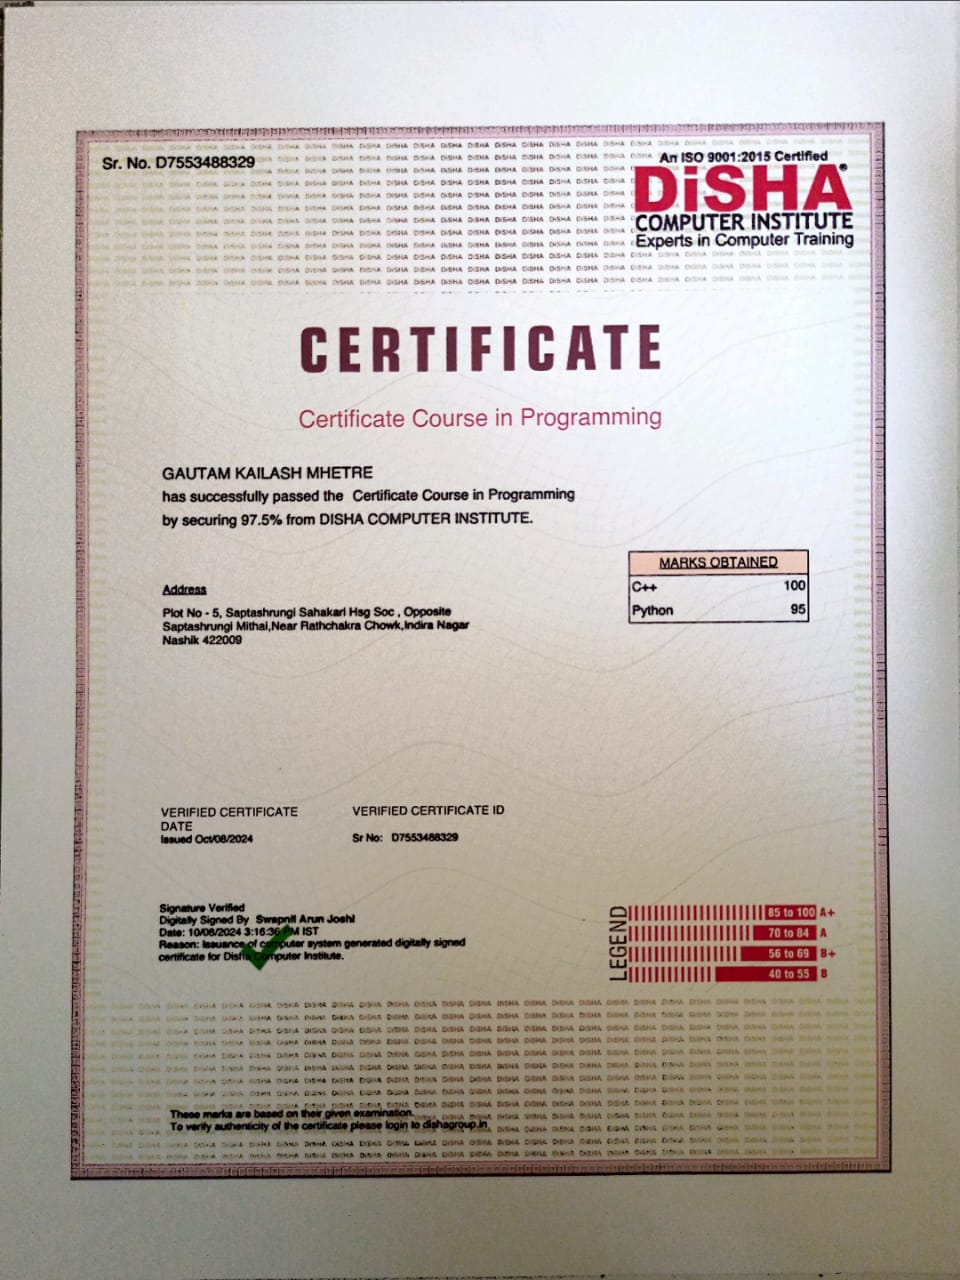 Sr. No. D7553488329
An ISO 9001:2015 Certified
DiSHA®
COMPUTER INSTITUTE
Experts in Computer Training
CERTIFICATE
Certificate Course in Programming
GAUTAM KAILASH MHETRE
has successfully passed the Certificate Course in Programming
by securing 97.5% from DISHA COMPUTER INSTITUTE.
MARKS OBTAINED
C++ 100
Python 95
Address
Plot No - 5, Saptashrungi Sahakari Hsg Soc , Opposite
Saptashrungi Mithai,Near Rathchakra Chowk,Indira Nagar
Nashik 422009
VERIFIED CERTIFICATE
DATE
Issued Oct/08/2024
VERIFIED CERTIFICATE ID
Sr No: D7553488329
Signature Verified
Digitally Signed By Swapnil Arun Joshi
Date: 10/08/2024 3:16:36 PM IST
Reason: Issuance of computer system generated digitally signed
certificate for Disha Computer Institute.
LEGEND
85 to 100 A+
70 to 84 A
56 to 69 B+
40 to 55 B
These marks are based on their given examination.
To verify authenticity of the certificate please login to dishagroup.in